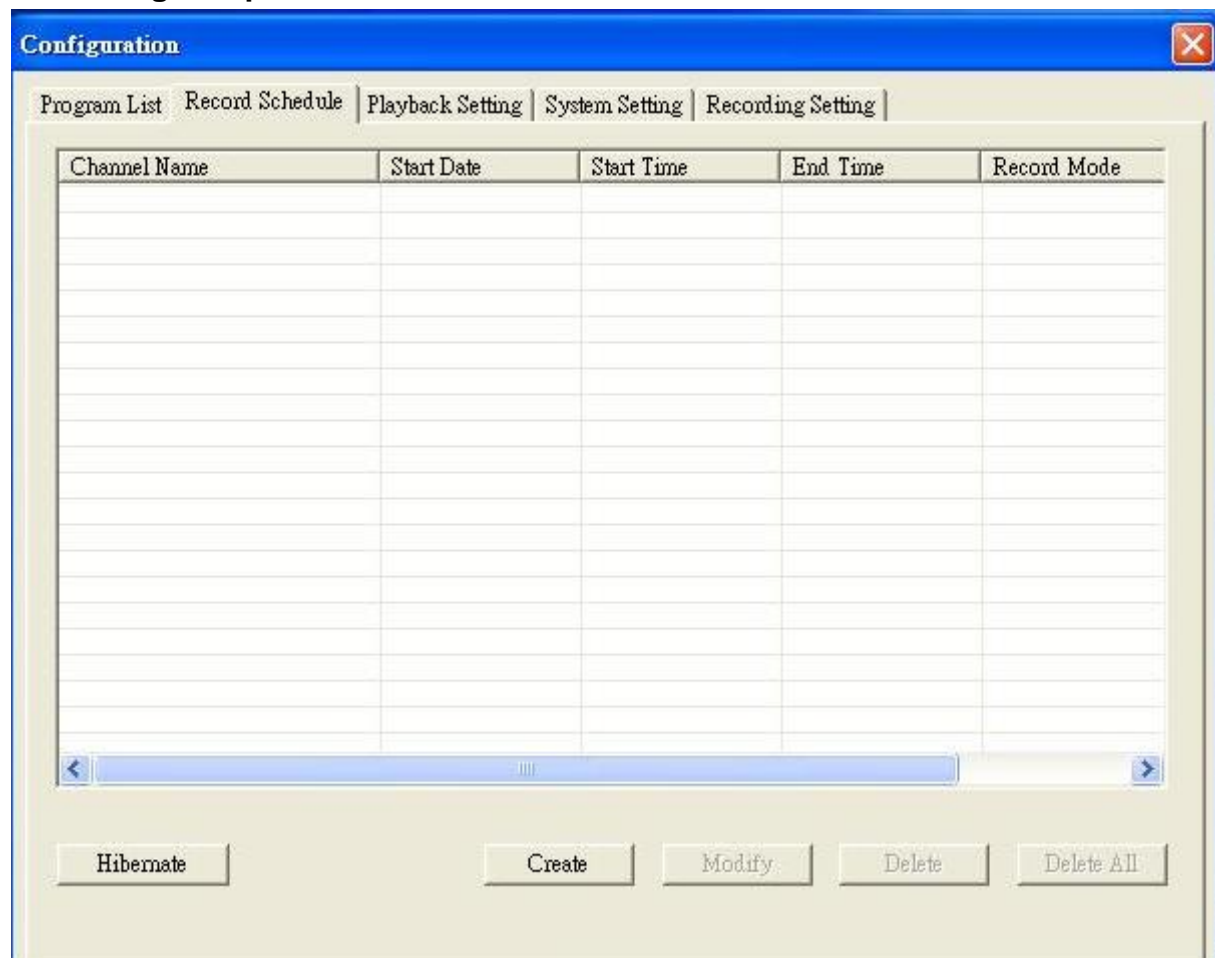 Configuration
Program List Record Schedule Playback Setting System Setting Recording Setting
Channel Name Start Date Start Time End Time Record Mode
Hibernate Create Modify Delete Delete All